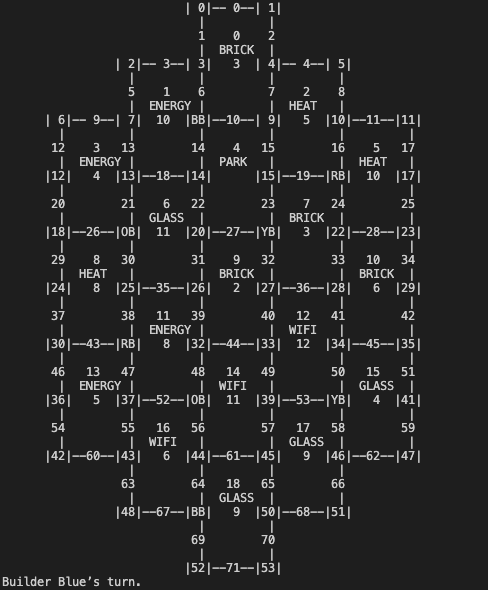 | 0|—— 0——| 1|
|         |
1    0    2
|  BRICK  |
| 2|—— 3——| 3|    3   | 4|—— 4——| 5|
|         |         |         |
5    1    6         7    2    8
|  ENERGY |         |  HEAT   |
| 6|—— 9——| 7|   10   |BB|——10——| 9|    5   |10|——11——|11|
|         |         |         |         |         |
12    3   13        14    4   15        16    5   17
|  ENERGY |         |  PARK   |         |  HEAT   |
|12|    4   |13|——18——|14|        |15|——19——|RB|   10   |17|
|         |         |         |         |         |
20        21    6   22        23    7   24        25
|         |  GLASS  |         |  BRICK  |         |
|18|——26——|OB|   11   |20|——27——|YB|    3   |22|——28——|23|
|         |         |         |         |         |
29    8   30        31    9   32        33   10   34
|  HEAT   |         |  BRICK  |         |  BRICK  |
|24|    8   |25|——35——|26|    2   |27|——36——|28|    6   |29|
|         |         |         |         |         |
37        38   11   39        40   12   41        42
|         |  ENERGY |         |  WIFI   |         |
|30|——43——|RB|    8   |32|——44——|33|   12   |34|——45——|35|
|         |         |         |         |         |
46   13   47        48   14   49        50   15   51
|  ENERGY |         |  WIFI   |         |  GLASS  |
|36|    5   |37|——52——|OB|   11   |39|——53——|YB|    4   |41|
|         |         |         |         |         |
54        55   16   56        57   17   58        59
|         |  WIFI   |         |  GLASS  |         |
|42|——60——|43|    6   |44|——61——|45|    9   |46|——62——|47|
|         |         |         |
63        64   18   65        66
|         |  GLASS  |         |
|48|——67——|BB|    9   |50|——68——|51|
|         |
69        70
|         |
|52|——71——|53|
Builder Blue's turn.